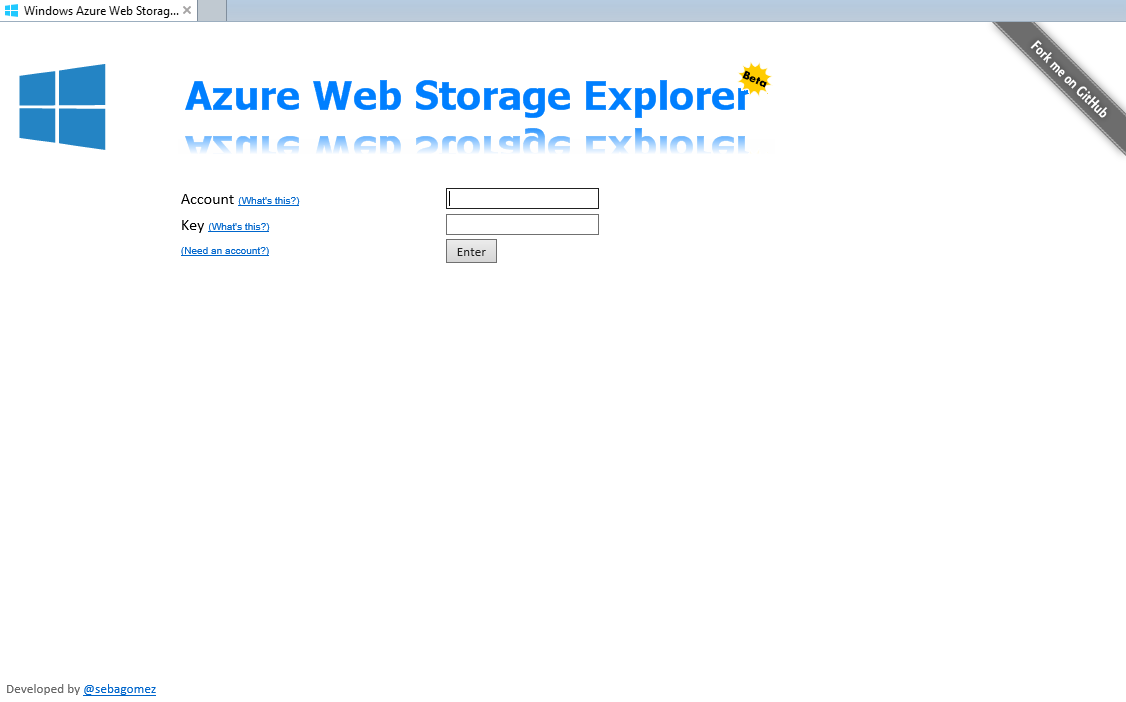 Windows Azure Web Storag...
Fork me on GitHub
Azure Web Storage Explorer
Beta
Account (What's this?)
Key (What's this?)
(Need an account?)
Enter
Developed by @sebagomez